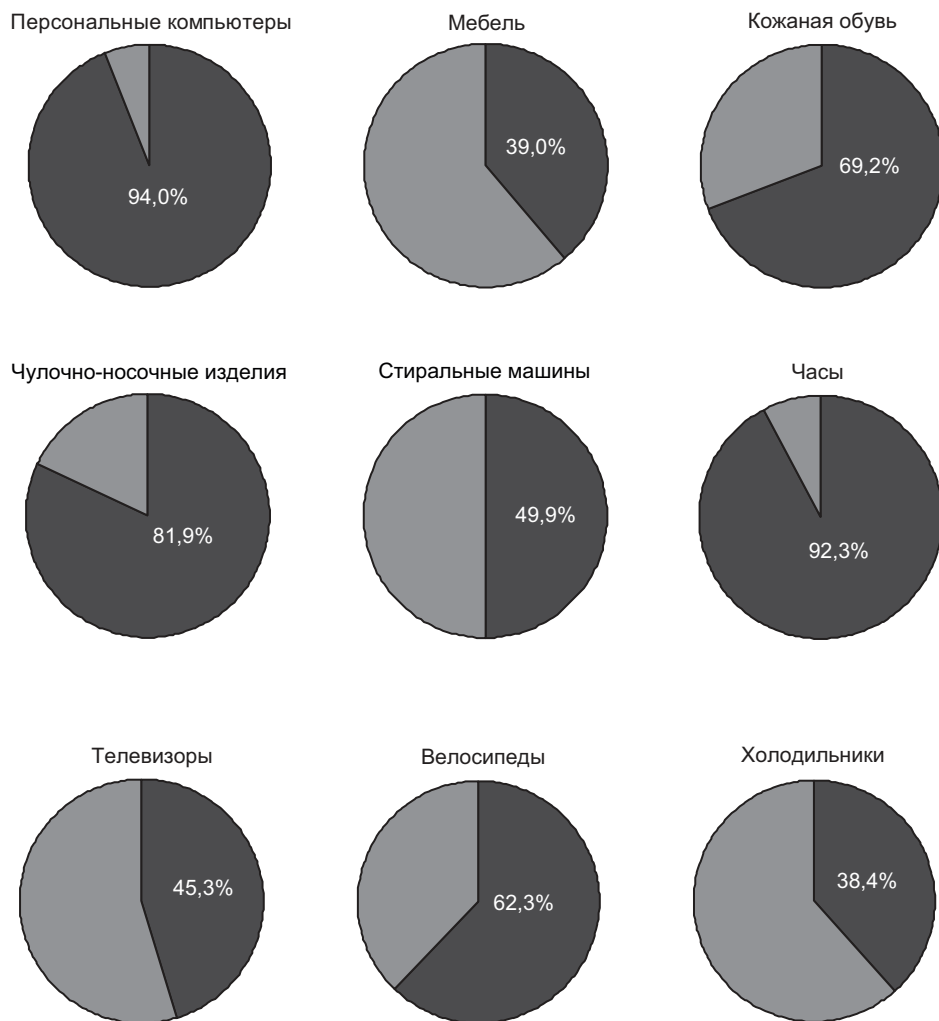 Персональные компьютеры
Мебель
Кожаная обувь
94,0%
39,0%
69,2%
Чулочно-носочные изделия
Стиральные машины
Часы
81,9%
49,9%
92,3%
Телевизоры
Велосипеды
Холодильники
45,3%
62,3%
38,4%